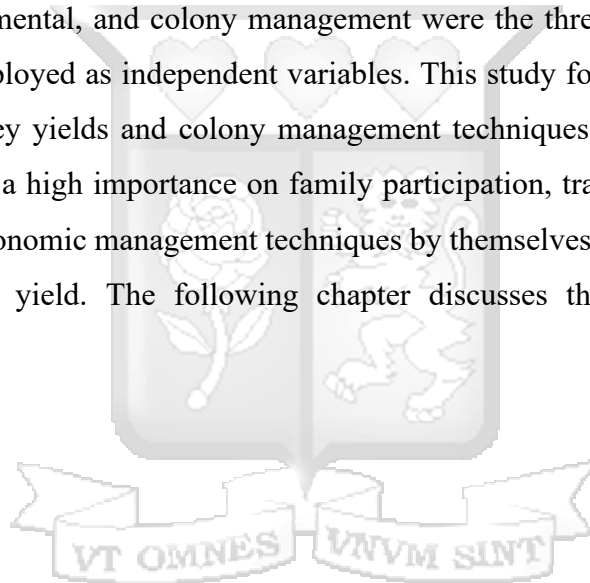 mental, and colony management were the thre
ployed as independent variables. This study fo
ey yields and colony management techniques
a high importance on family participation, tra
onomic management techniques by themselves
yield. The following chapter discusses th
VT OMNES VNVM SINT